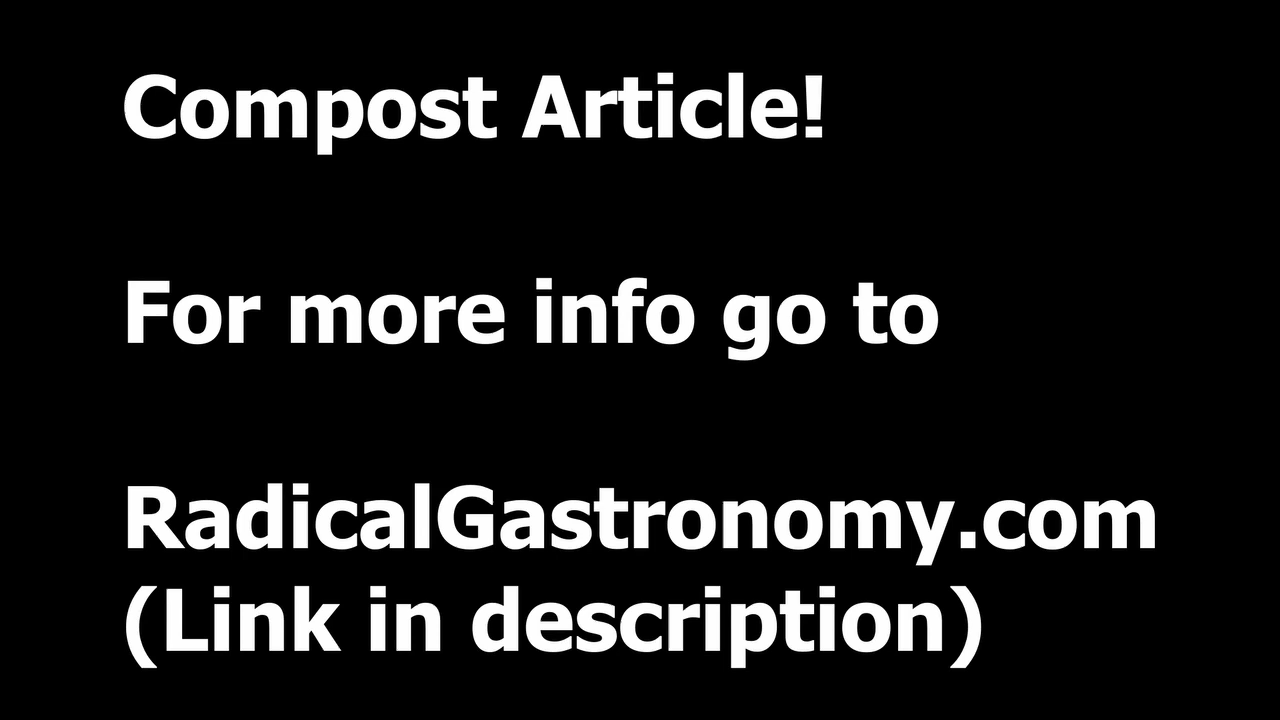 Compost Article!
For more info go to
RadicalGastronomy.com
(Link in description)